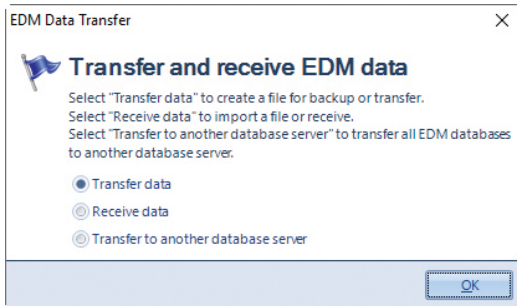 EDM Data Transfer
Transfer and receive EDM data
Select "Transfer data" to create a file for backup or transfer.
Select "Receive data" to import a file or receive.
Select "Transfer to another database server" to transfer all EDM databases
to another database server.
Transfer data
Receive data
Transfer to another database server
OK